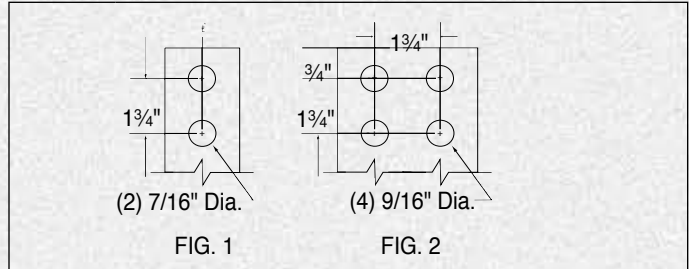 1¾"
¾"
1¾" 1¾"
(2) 7/16" Dia. (4) 9/16" Dia.
FIG. 1 FIG. 2